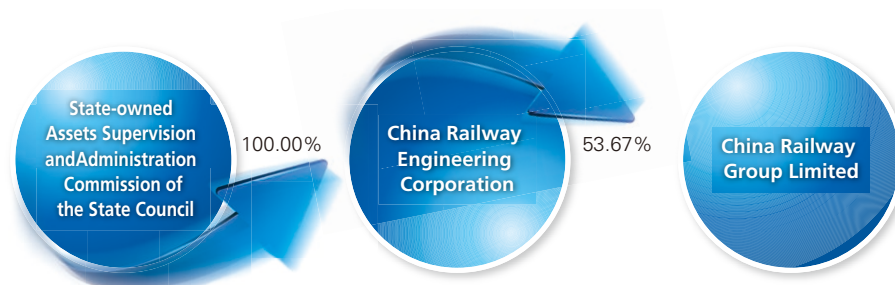 State-owned
Assets Supervision
andAdministration
Commission of
the State Council
100.00%
China Railway
Engineering
Corporation
53.67%
China Railway
Group Limited